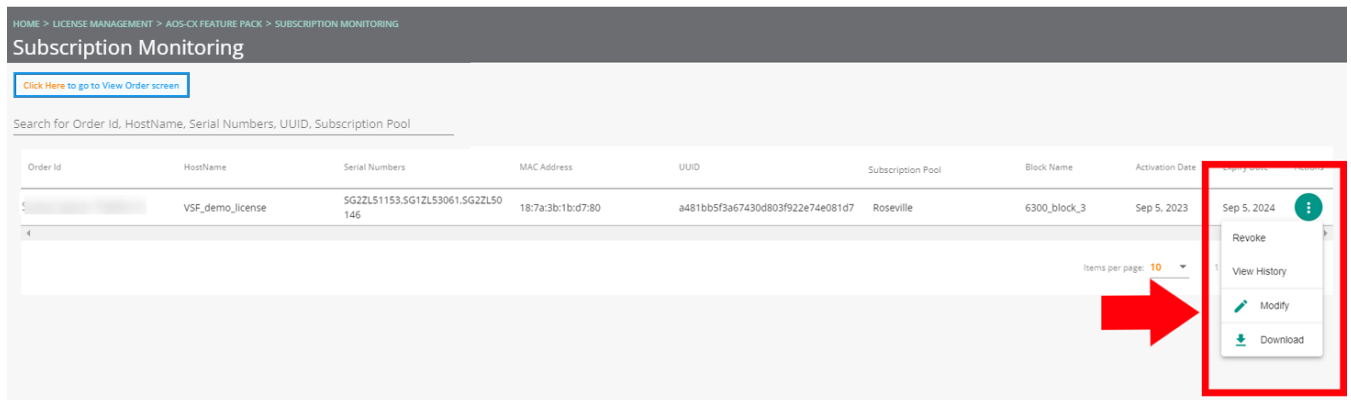 HOME > LICENSE MANAGEMENT > AOS-CX FEATURE PACK > SUBSCRIPTION MONITORING
Subscription Monitoring
Click Here to go to View Order screen
Search for Order Id, HostName, Serial Numbers, UUID, Subscription Pool
Order Id HostName Serial Numbers MAC Address UUID Subscription Pool Block Name Activation Date Expiry Date Actions
VSF_demo_license SG2ZL51153,SG1ZL53061,SG2ZL50 18:7a:3b:1b:d7:80 a481bb5f3a67430d803f922e74e081d7 Roseville 6300_block_3 Sep 5, 2023 Sep 5, 2024
146
Revoke
Items per page: 10
View History
Modify
Download